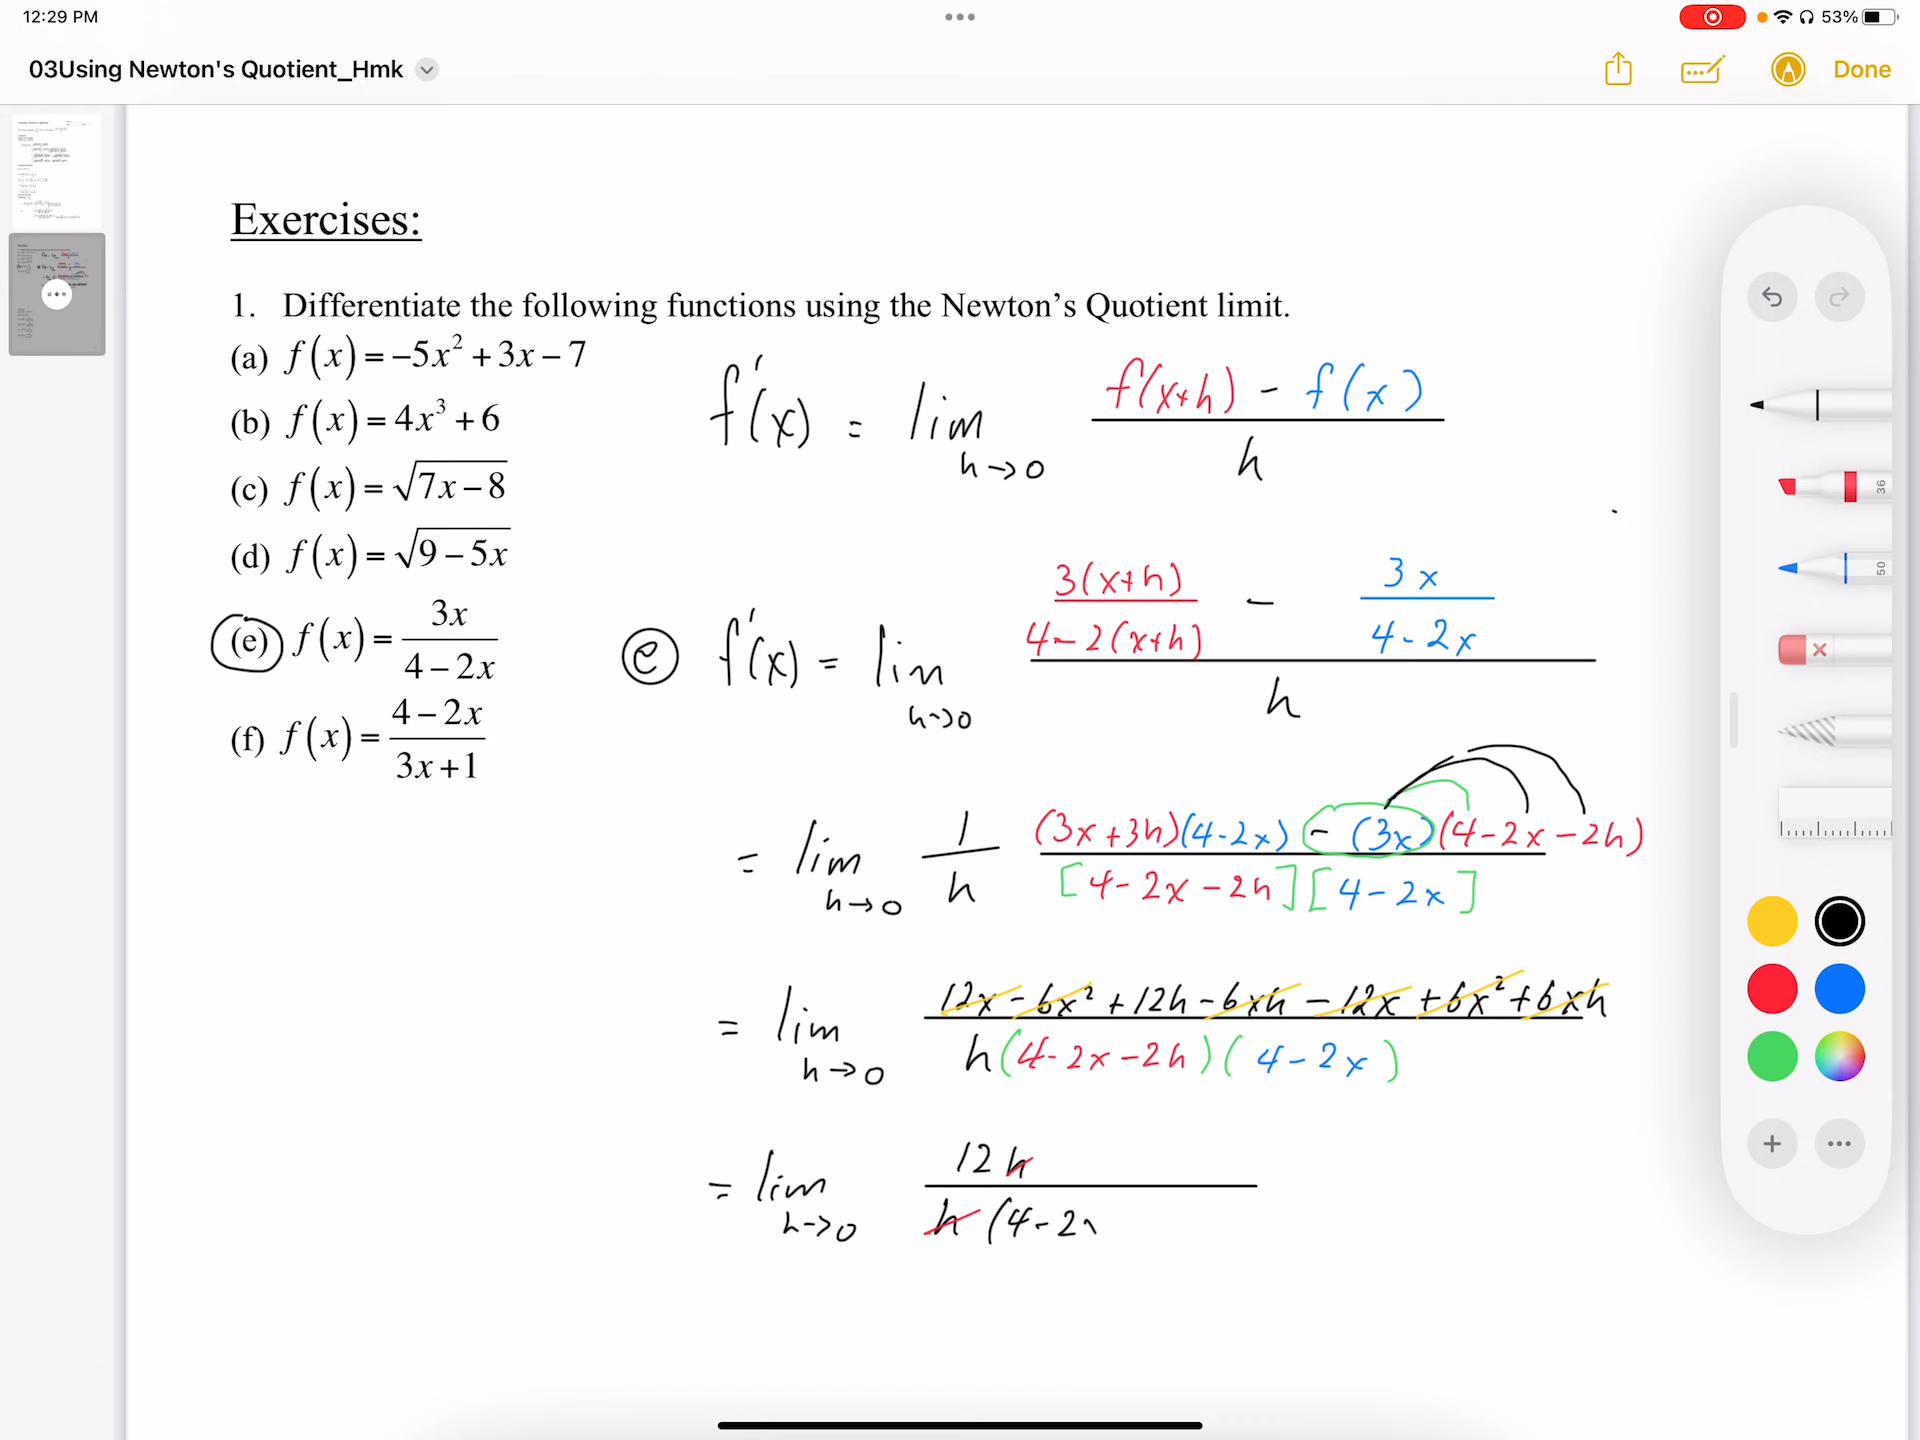 12:29 PM
53%
03Using Newton's Quotient_Hmk
Done
Exercises:
1. Differentiate the following functions using the Newton's Quotient limit.
(a) f(x) = −5x² + 3x − 7
(b) f(x) = 4x³ + 6
(c) f(x) = √(7x − 8)
(d) f(x) = √(9 − 5x)
(e) f(x) = 3x / (4 − 2x)
(f) f(x) = (4 − 2x) / (3x + 1)
f'(x) = lim h→0 (f(x+h) − f(x)) / h
(e) f'(x) = lim h→0 (3(x+h) / (4−2(x+h)) − 3x / (4−2x)) / h
= lim h→0 1/h ((3x+3h)(4−2x) − (3x)(4−2x−2h)) / ([4−2x−2h][4−2x])
= lim h→0 (12x − 6x² + 12h − 6xh − 12x + 6x² + 6xh) / (h(4−2x−2h)(4−2x))
= lim h→0 12h / (h(4−2
36
50